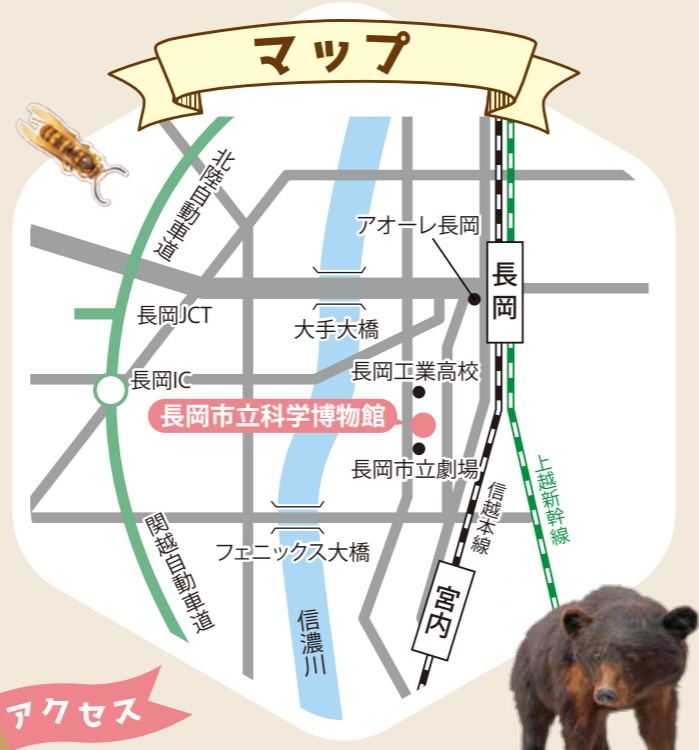 マップ
北陸自動車道
アオーレ長岡
長岡
長岡JCT
大手大橋
長岡IC
長岡工業高校
長岡市立科学博物館
長岡市立劇場
信越本線
上越新幹線
関越自動車道
フェニックス大橋
宮内
信濃川
アクセス